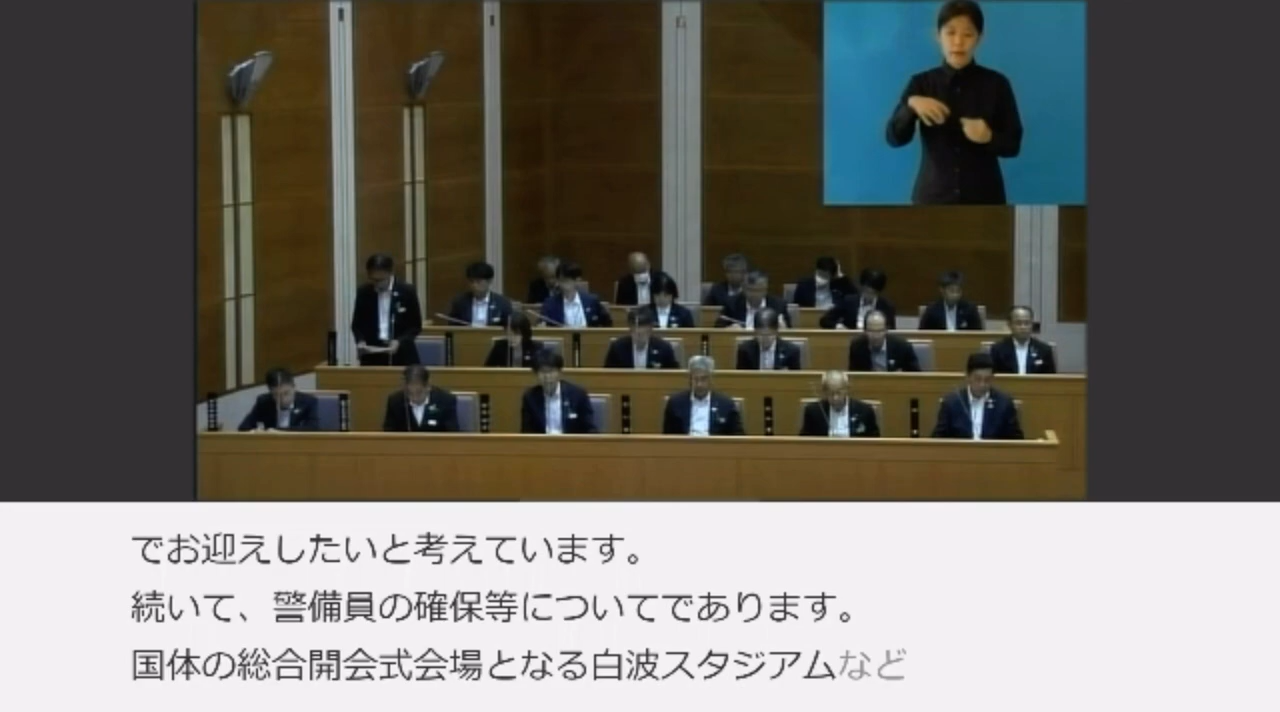 でお迎えしたいと考えています。
続いて、警備員の確保等についてであります。
国体の総合開会式会場となる白波スタジアムなど